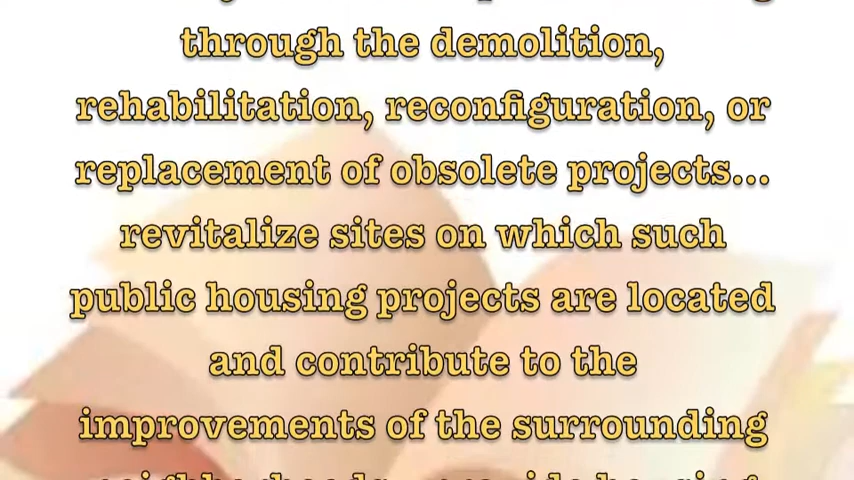 through the demolition,
rehabilitation, reconfiguration, or
replacement of obsolete projects...
revitalize sites on which such
public housing projects are located
and contribute to the
improvements of the surrounding